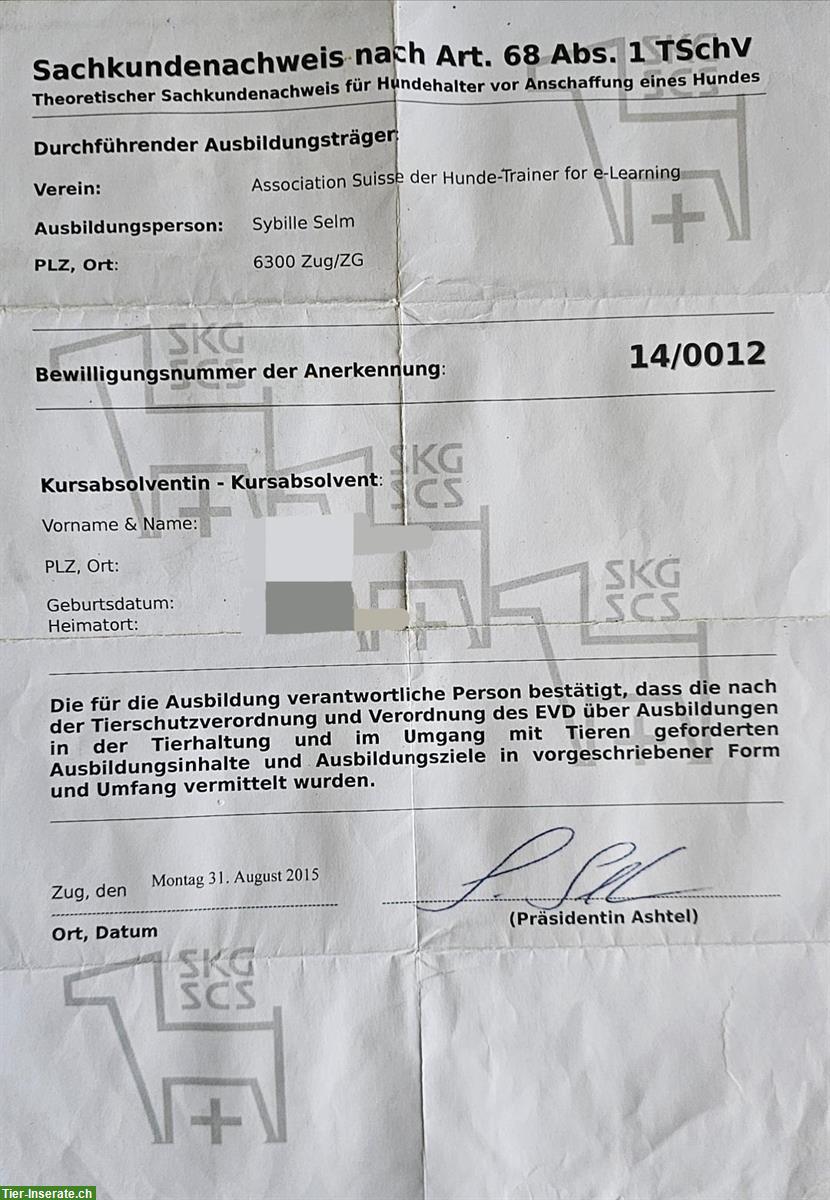 Sachkundenachweis nach Art. 68 Abs. 1 TSchV
Theoretischer Sachkundenachweis für Hundehalter vor Anschaffung eines Hundes
Durchführender Ausbildungsträger:
Verein: Association Suisse der Hunde-Trainer for e-Learning
Ausbildungsperson: Sybille Selm
PLZ, Ort: 6300 Zug/ZG
SKG
SCS
Bewilligungsnummer der Anerkennung: 14/0012
SKG
SCS
Kursabsolventin - Kursabsolvent:
Vorname & Name:
PLZ, Ort:
SKG
SCS
Geburtsdatum:
Heimatort:
Die für die Ausbildung verantwortliche Person bestätigt, dass die nach
der Tierschutzverordnung und Verordnung des EVD über Ausbildungen
in der Tierhaltung und im Umgang mit Tieren geforderten
Ausbildungsinhalte und Ausbildungsziele in vorgeschriebener Form
und Umfang vermittelt wurden.
Zug, den Montag 31. August 2015
Ort, Datum
(Präsidentin Ashtel)
SKG
SCS
Tier-Inserate.ch